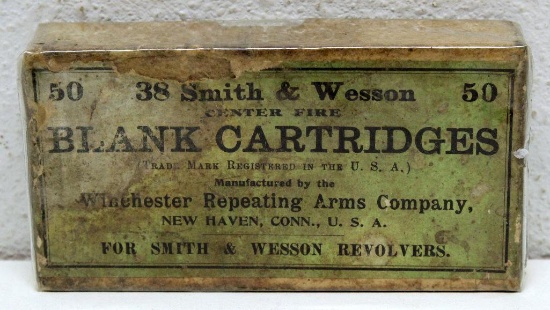 50 38 Smith & Wesson 50
CENTER FIRE
BLANK CARTRIDGES
(TRADE MARK REGISTERED IN THE U. S. A.)
Manufactured by the
Winchester Repeating Arms Company,
NEW HAVEN, CONN., U. S. A.
FOR SMITH & WESSON REVOLVERS.